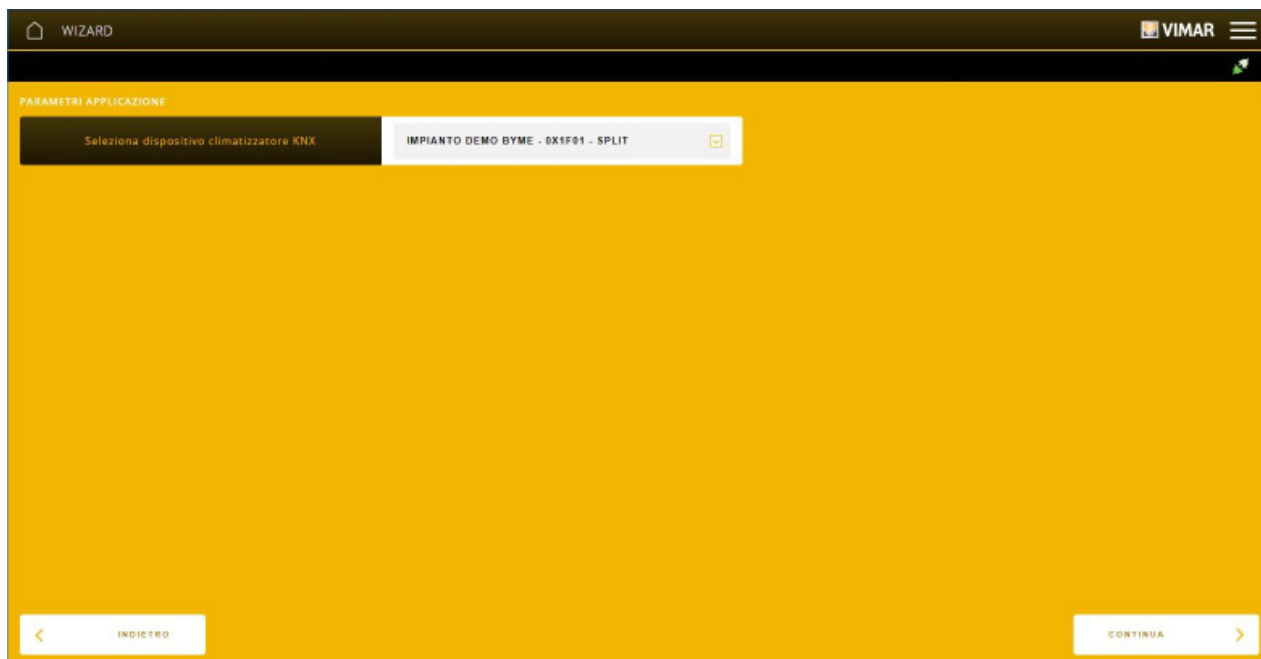 WIZARD
VIMAR
PARAMETRI APPLICAZIONE
Seleziona dispositivo climatizzatore KNX
IMPIANTO DEMO BYME - 0X1F01 - SPLIT
INDIETRO
CONTINUA